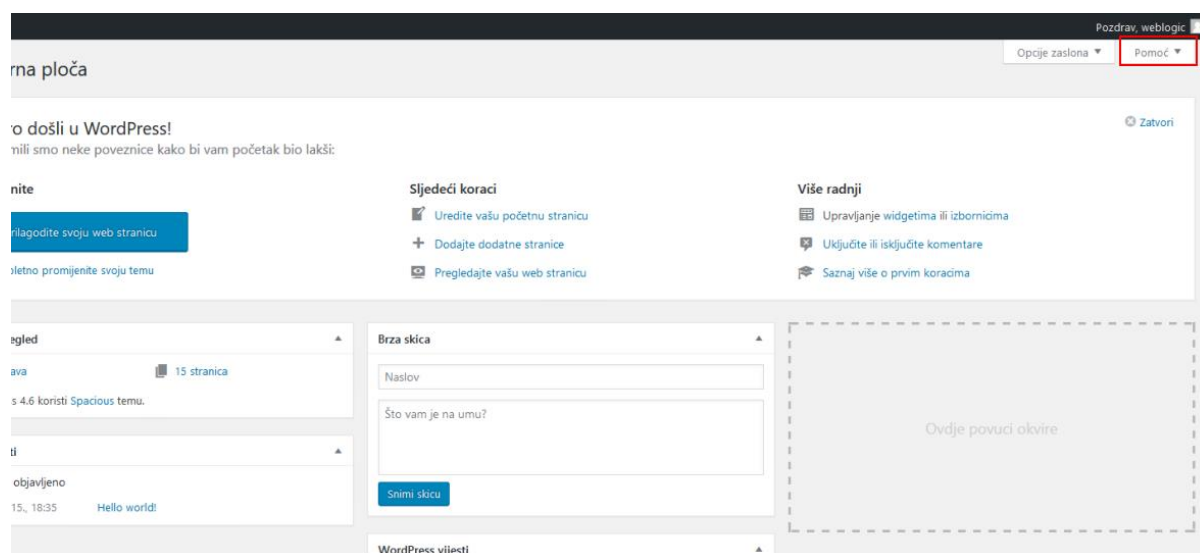 Pozdrav, weblogic
Opcije zaslona
Pomoć
rna ploča
ro došli u WordPress!
Zatvori
mili smo neke poveznice kako bi vam početak bio lakši:
nite
Sljedeći koraci
Više radnji
rilagodite svoju web stranicu
Uredite vašu početnu stranicu
Upravljanje widgetima ili izbornicima
Dodajte dodatne stranice
Uključite ili isključite komentare
pletno promijenite svoju temu
Pregledajte vašu web stranicu
Saznaj više o prvim koracima
egled
Brza skica
ava
15 stranica
Naslov
s 4.6 koristi Spacious temu.
Što vam je na umu?
Ovdje povuci okvire
ti
objavljeno
Snimi skicu
15., 18:35
Hello world!
WordPress vijesti